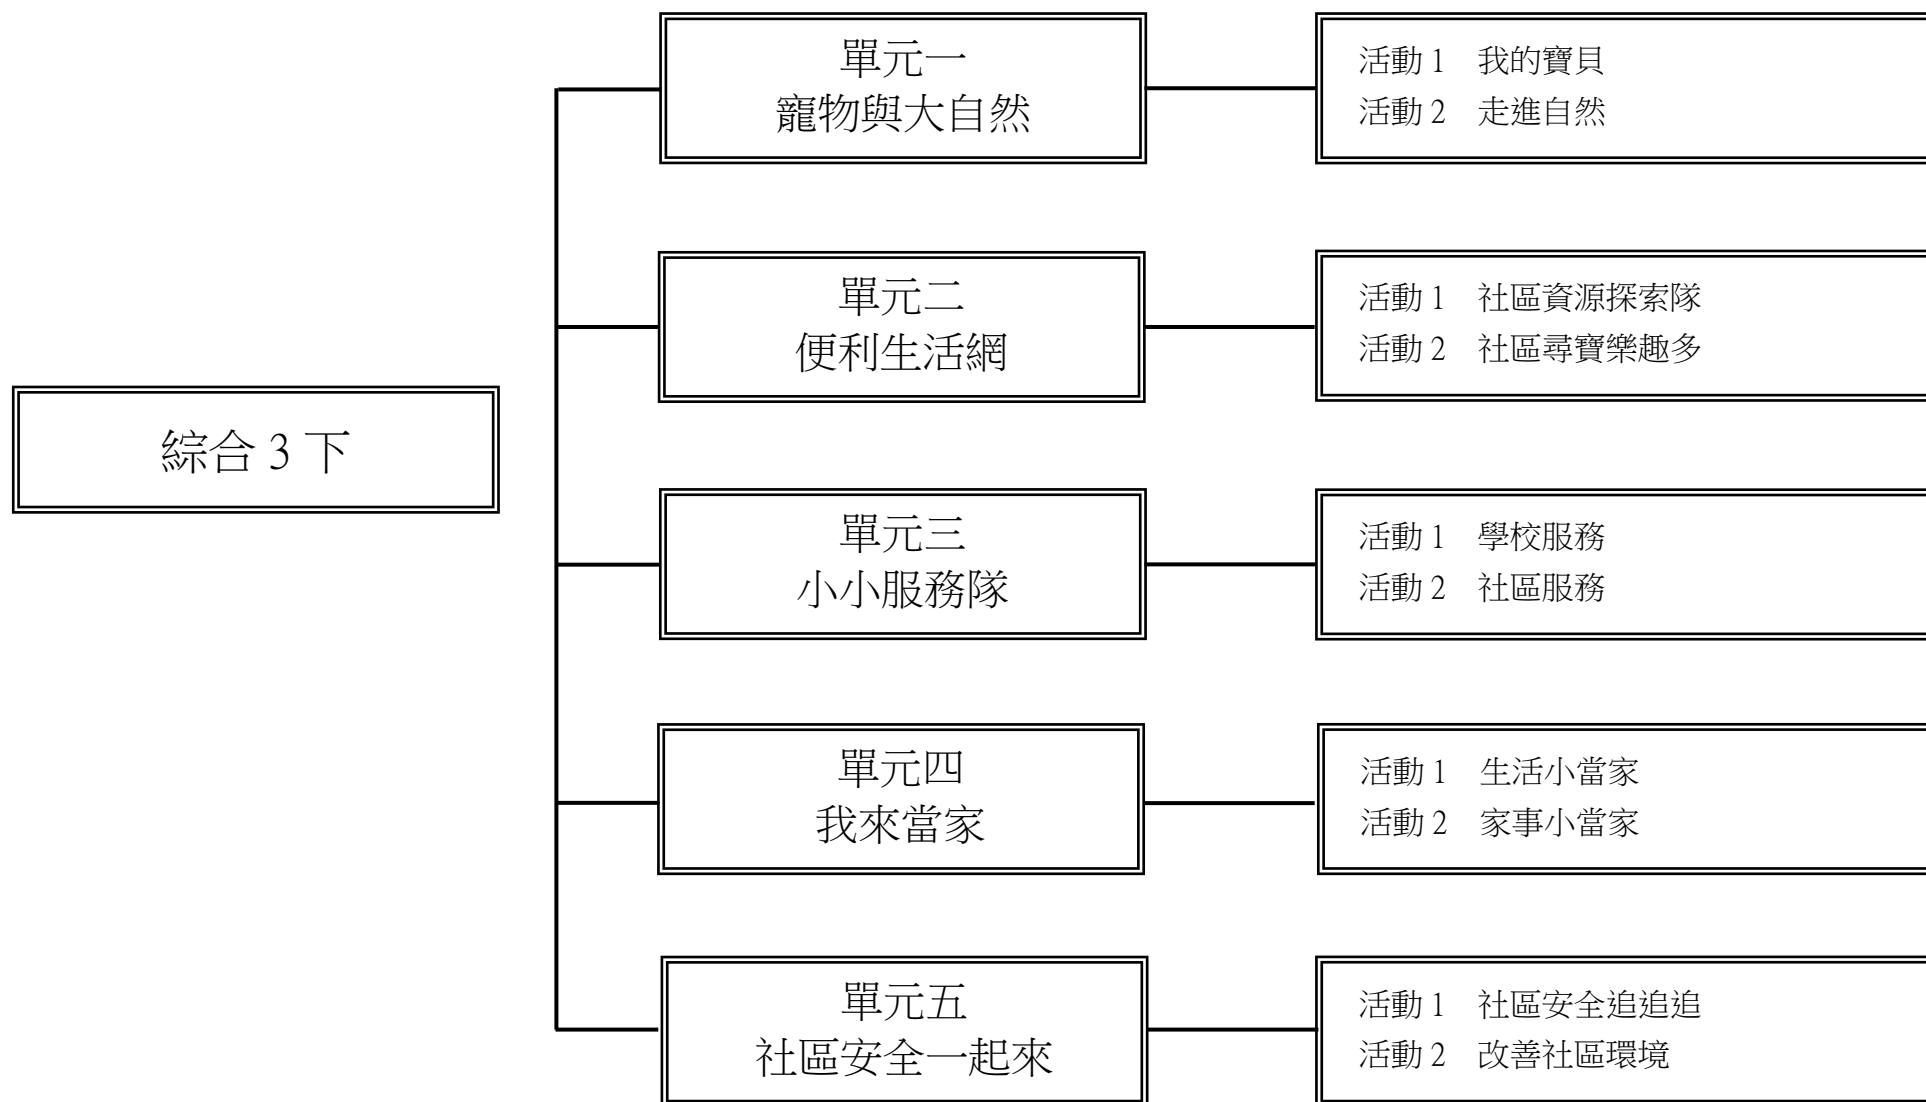 綜合 3 下
單元一
寵物與大自然
活動 1 我的寶貝
活動 2 走進自然
單元二
便利生活網
活動 1 社區資源探索隊
活動 2 社區尋寶樂趣多
單元三
小小服務隊
活動 1 學校服務
活動 2 社區服務
單元四
我來當家
活動 1 生活小當家
活動 2 家事小當家
單元五
社區安全一起來
活動 1 社區安全追追追
活動 2 改善社區環境